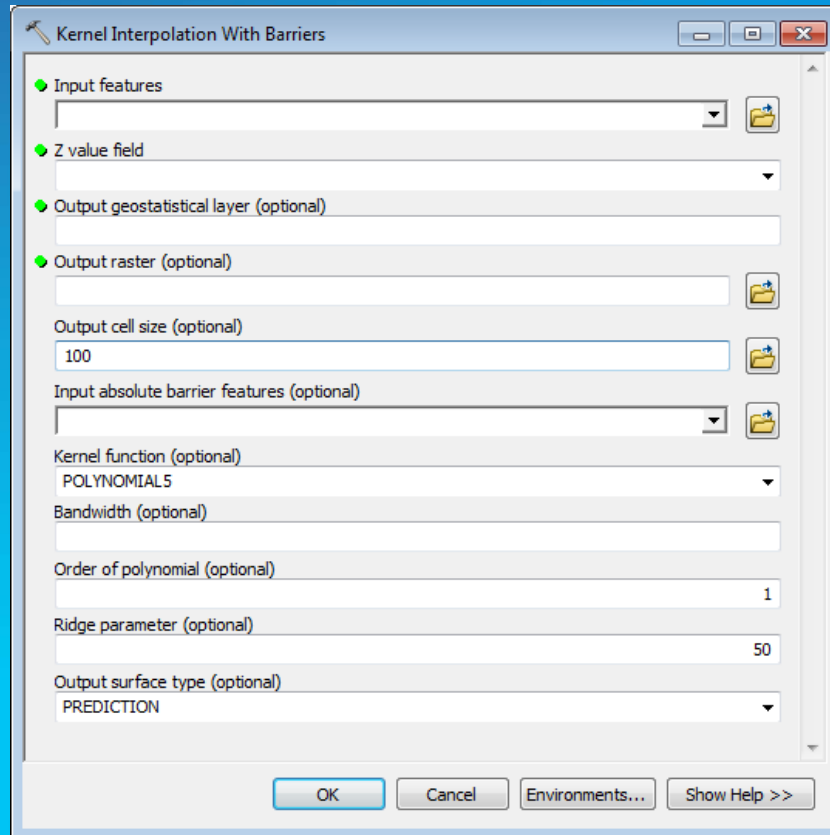 Kernel Interpolation With Barriers
Input features
Z value field
Output geostatistical layer (optional)
Output raster (optional)
Output cell size (optional)
100
Input absolute barrier features (optional)
Kernel function (optional)
POLYNOMIAL5
Bandwidth (optional)
Order of polynomial (optional)
1
Ridge parameter (optional)
50
Output surface type (optional)
PREDICTION
OK Cancel Environments... Show Help >>